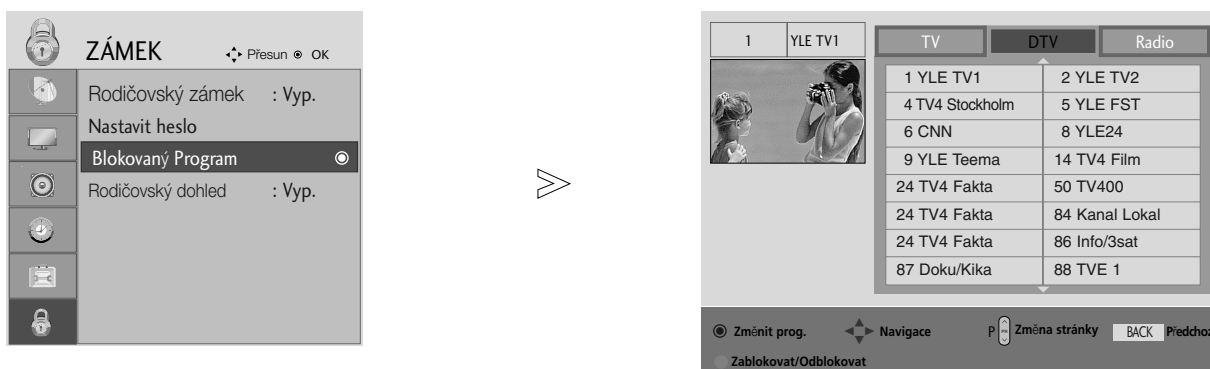 ZÁMEK Přesun OK
Rodičovský zámek : Vyp.
Nastavit heslo
Blokovaný Program
Rodičovský dohled : Vyp.
1 YLE TV1
TV DTV Radio
1 YLE TV1 2 YLE TV2
4 TV4 Stockholm 5 YLE FST
6 CNN 8 YLE24
9 YLE Teema 14 TV4 Film
24 TV4 Fakta 50 TV400
24 TV4 Fakta 84 Kanal Lokal
24 TV4 Fakta 86 Info/3sat
87 Doku/Kika 88 TVE 1
Změnit prog. Navigace P Změna stránky BACK
Zablokovat/Odblokovat